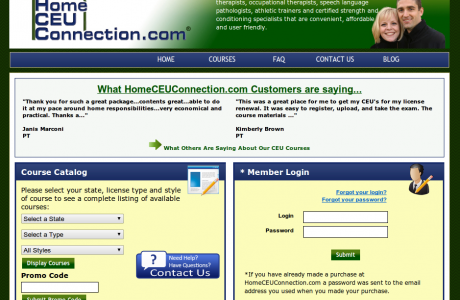 Home
CEU
Connection.com®
therapists, occupational therapists, speech language
pathologists, athletic trainers and certified strength and
conditioning specialists that are convenient, affordable
and user friendly.
HOME COURSES FAQ CONTACT US BLOG
What HomeCEUConnection.com Customers are saying...
"Thank you for such a great package...contents great...able to do
it at my pace around home responsibilities...very economical and
practical. Thanks a..."
Janis Marconi
PT
"This was a great place for me to get my CEU's for my license
renewal. It was easy to register, upload, and take the exam. The
course materials ..."
Kimberly Brown
PT
What Others Are Saying About Our CEU Courses
Course Catalog
Please select your state, license type and style
of course to see a complete listing of available
courses:
Select a State
Select a Type
All Styles
Display Courses
Promo Code
Submit Promo Code
Need Help?
Have Questions?
Contact Us
* Member Login
Forgot your login?
Forgot your password?
Login
Password
Submit
*If you have already made a purchase at
HomeCEUConnection.com a password was sent to the email
address you used when you made your purchase.